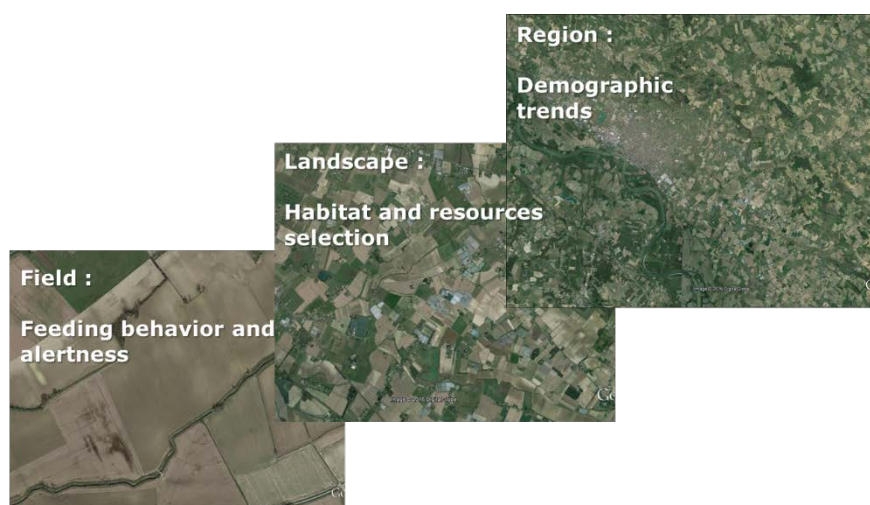 Region :
Demographic
trends
Landscape :
Habitat and resources
selection
Field :
Feeding behavior and
alertness